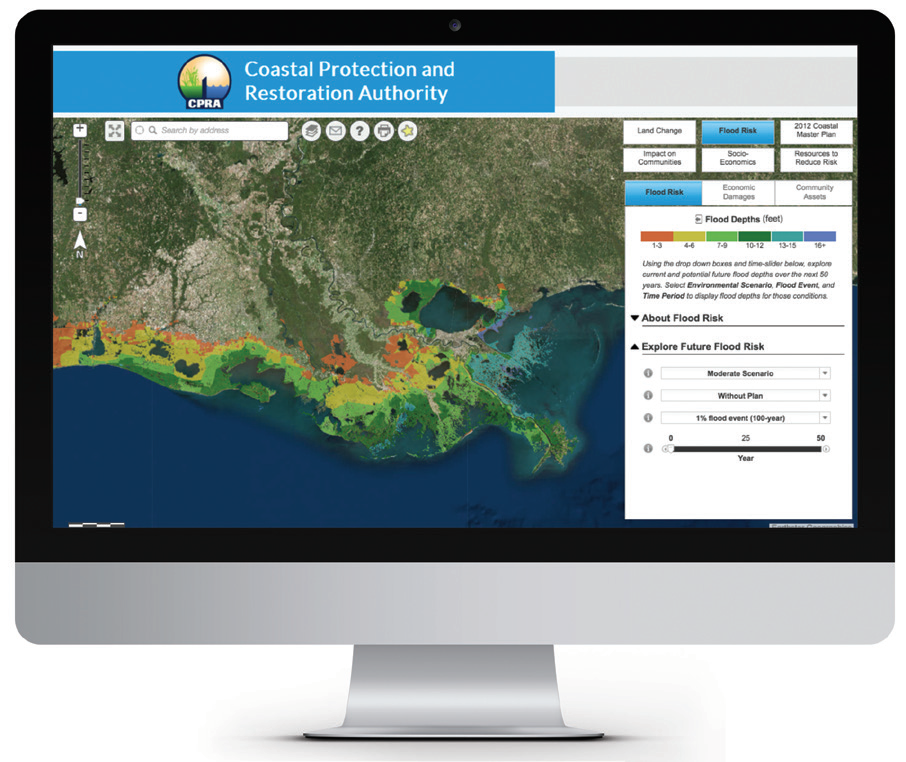 CPRA
Coastal Protection and
Restoration Authority
+
Search by address
?
-
N
Land Change
Flood Risk
2012 Coastal
Master Plan
Impact on
Communities
Socio-
Economics
Resources to
Reduce Risk
Flood Risk
Economic
Damages
Community
Assets
Flood Depths (feet)
1-3 4-6 7-9 10-12 13-15 16+
Using the drop down boxes and time-slider below, explore
current and potential future flood depths over the next 50
years. Select Environmental Scenario, Flood Event, and
Time Period to display flood depths for those conditions.
About Flood Risk
Explore Future Flood Risk
Moderate Scenario
Without Plan
1% flood event (100-year)
0 25 50
Year